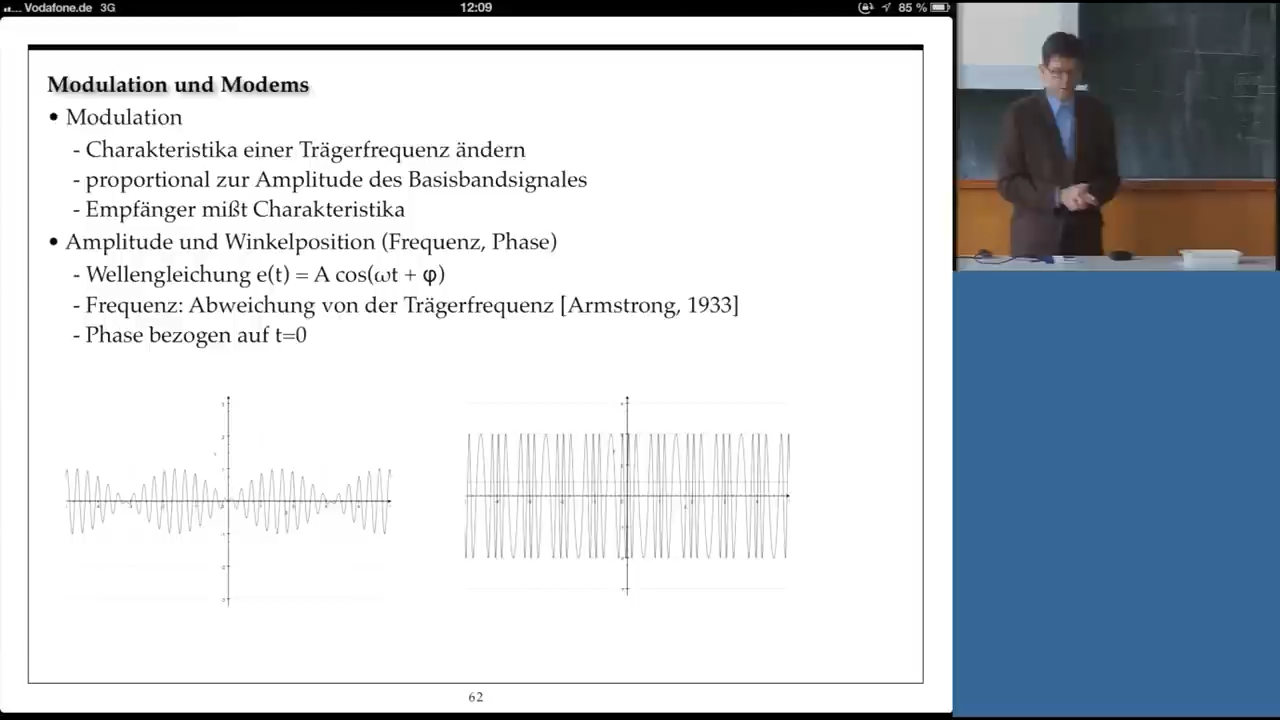 Vodafone.de 3G 12:09 85 %
Modulation und Modems
• Modulation
- Charakteristika einer Trägerfrequenz ändern
- proportional zur Amplitude des Basisbandsignales
- Empfänger mißt Charakteristika
• Amplitude und Winkelposition (Frequenz, Phase)
- Wellengleichung e(t) = A cos(ωt + φ)
- Frequenz: Abweichung von der Trägerfrequenz [Armstrong, 1933]
- Phase bezogen auf t=0
62